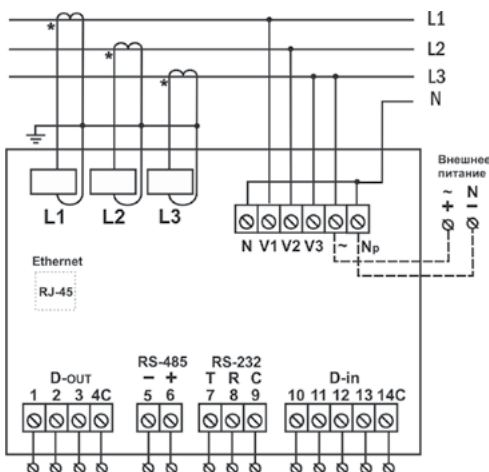 L1
L2
L3
N
*
*
*
Внешнее
питание
~ N
+ −
L1 L2 L3
N V1 V2 V3 ~ Np
Ethernet
RJ-45
D-OUT
1 2 3 4C
RS-485
− +
5 6
RS-232
T R C
7 8 9
D-in
10 11 12 13 14C